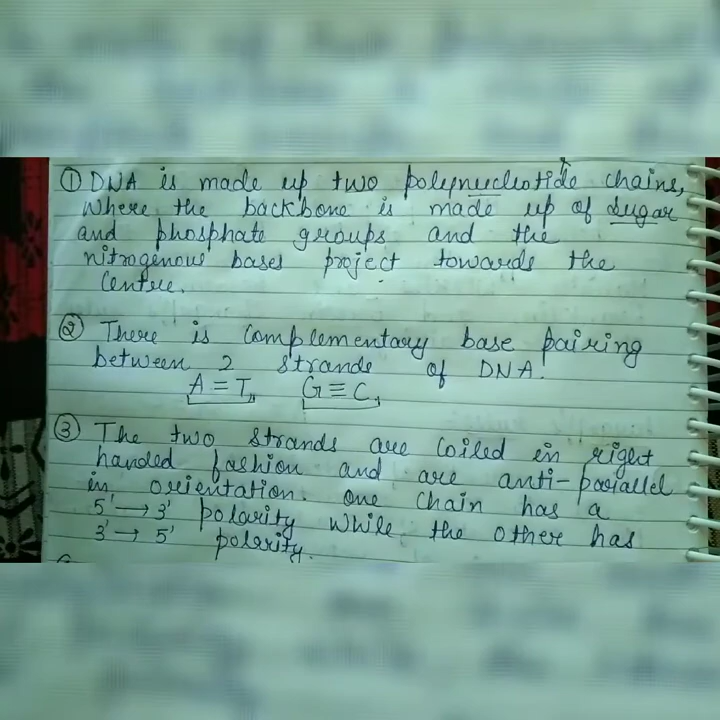 ① DNA is made up two polynucleotide chains,
where the backbone is made up of sugar
and phosphate groups and the
nitrogenous bases project towards the
centre.
② There is complementary base pairing
between 2 strands of DNA.
A = T, G ≡ C,
③ The two strands are coiled in right
handed fashion and are anti-parallel
in orientation. One chain has a
5' → 3' polarity while the other has
3' → 5' polarity.